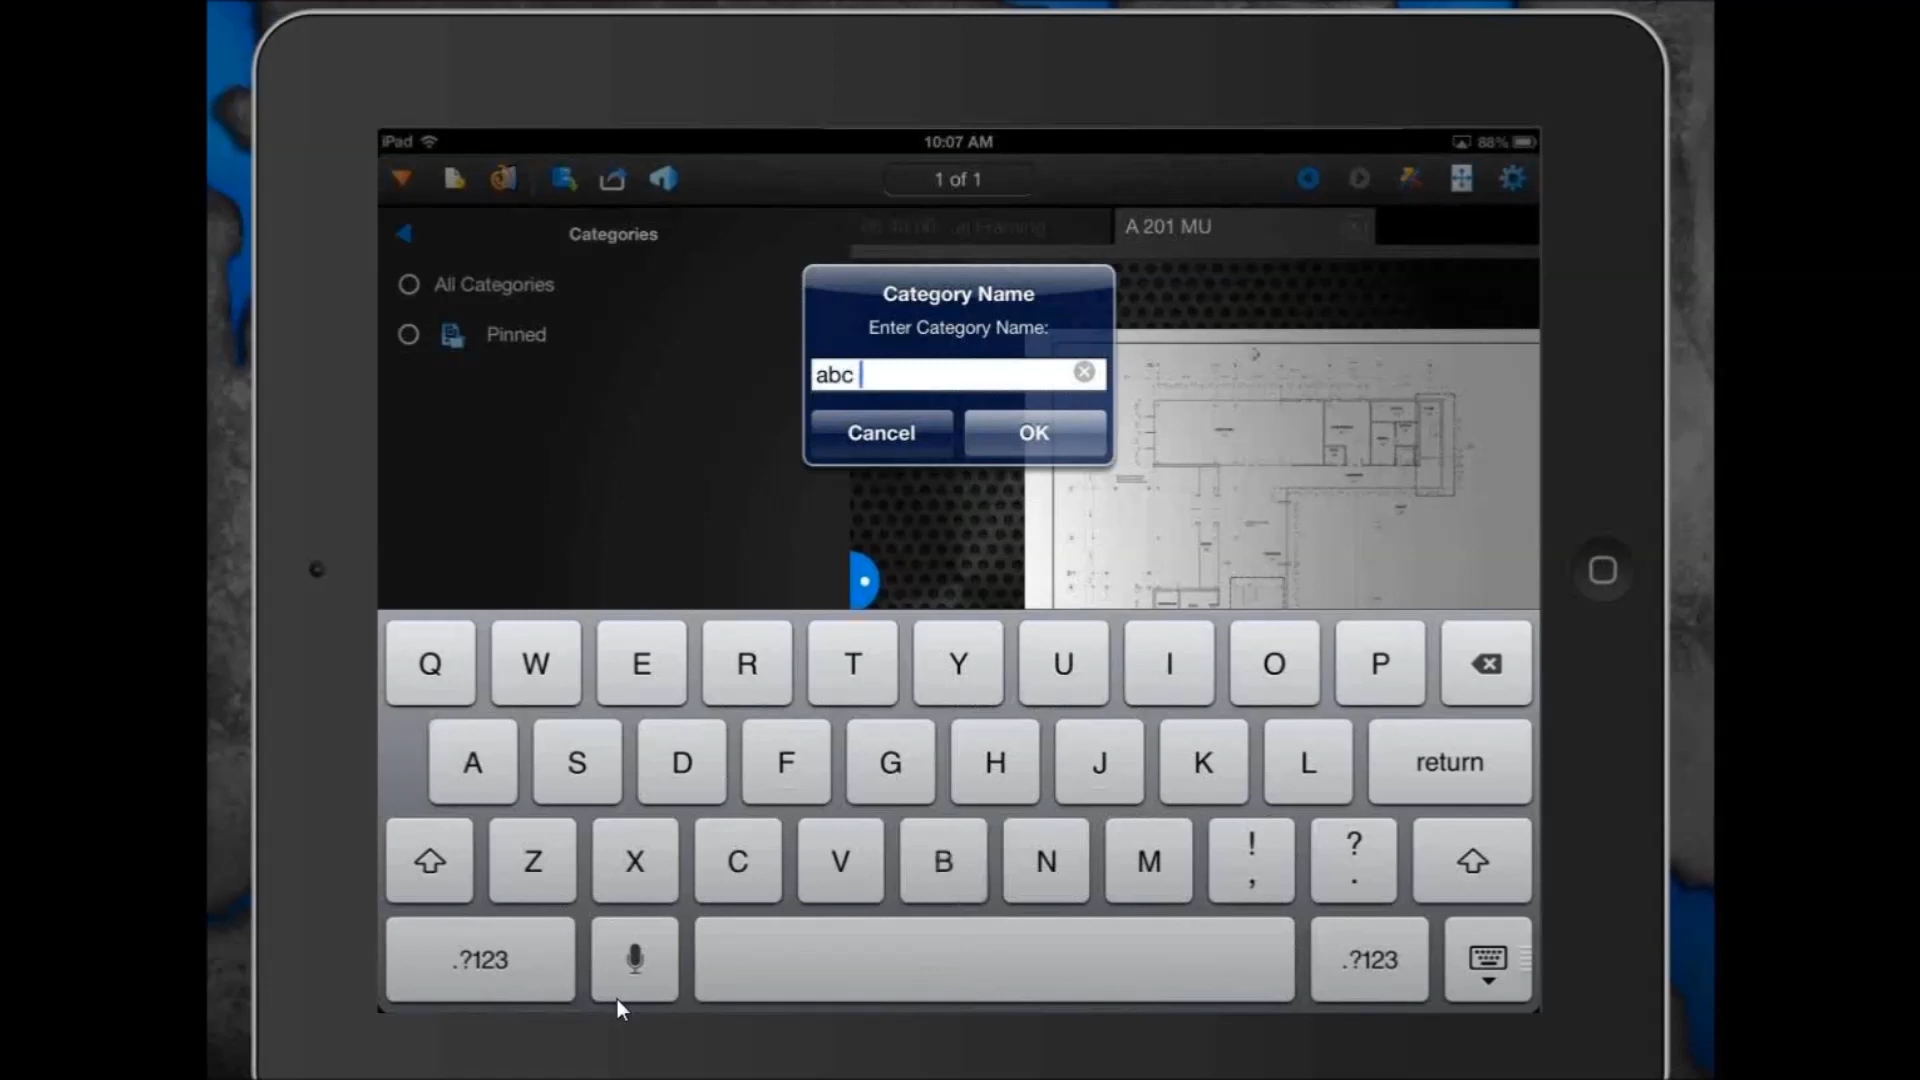 iPad
10:07 AM
88%
1 of 1
Categories
A 201 MU
All Categories
Pinned
Category Name
Enter Category Name:
abc
Cancel
OK
Q W E R T Y U I O P
A S D F G H J K L return
Z X C V B N M ! , ? .
.?123 .?123